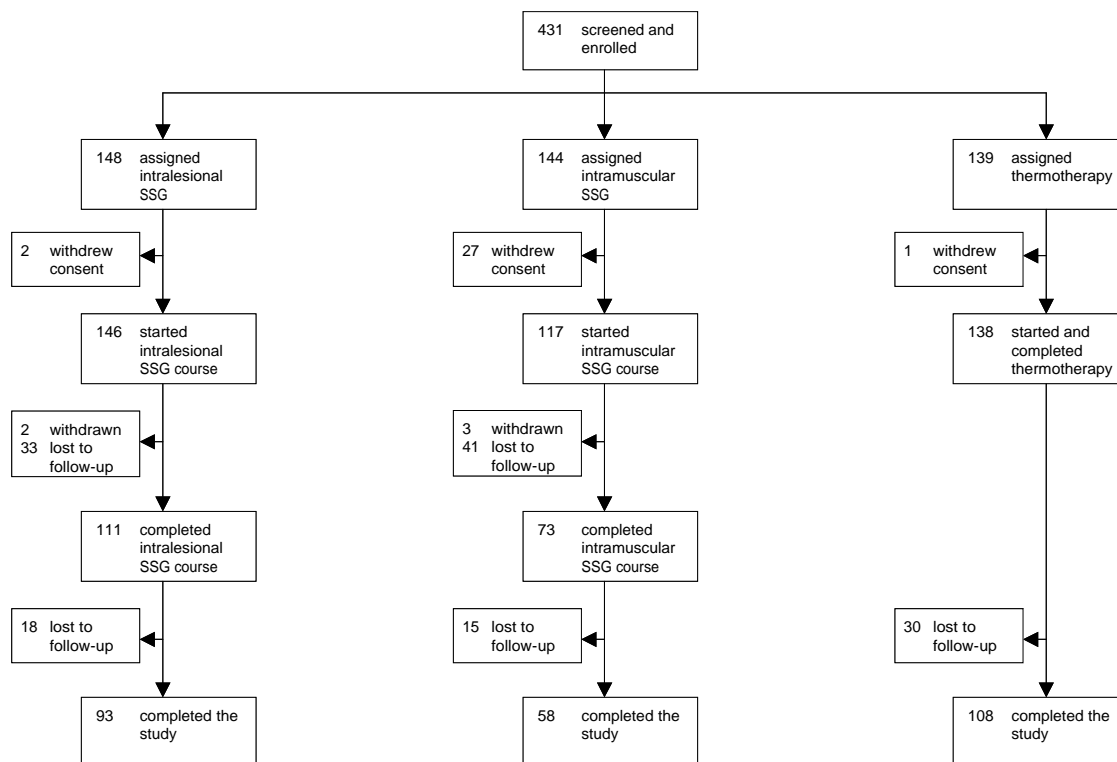 431 screened and
enrolled
148 assigned
intralesional
SSG
144 assigned
intramuscular
SSG
139 assigned
thermotherapy
2 withdrew
consent
27 withdrew
consent
1 withdrew
consent
146 started
intralesional
SSG course
117 started
intramuscular
SSG course
138 started and
completed
thermotherapy
2 withdrawn
33 lost to
follow-up
3 withdrawn
41 lost to
follow-up
111 completed
intralesional
SSG course
73 completed
intramuscular
SSG course
18 lost to
follow-up
15 lost to
follow-up
30 lost to
follow-up
93 completed the
study
58 completed the
study
108 completed the
study